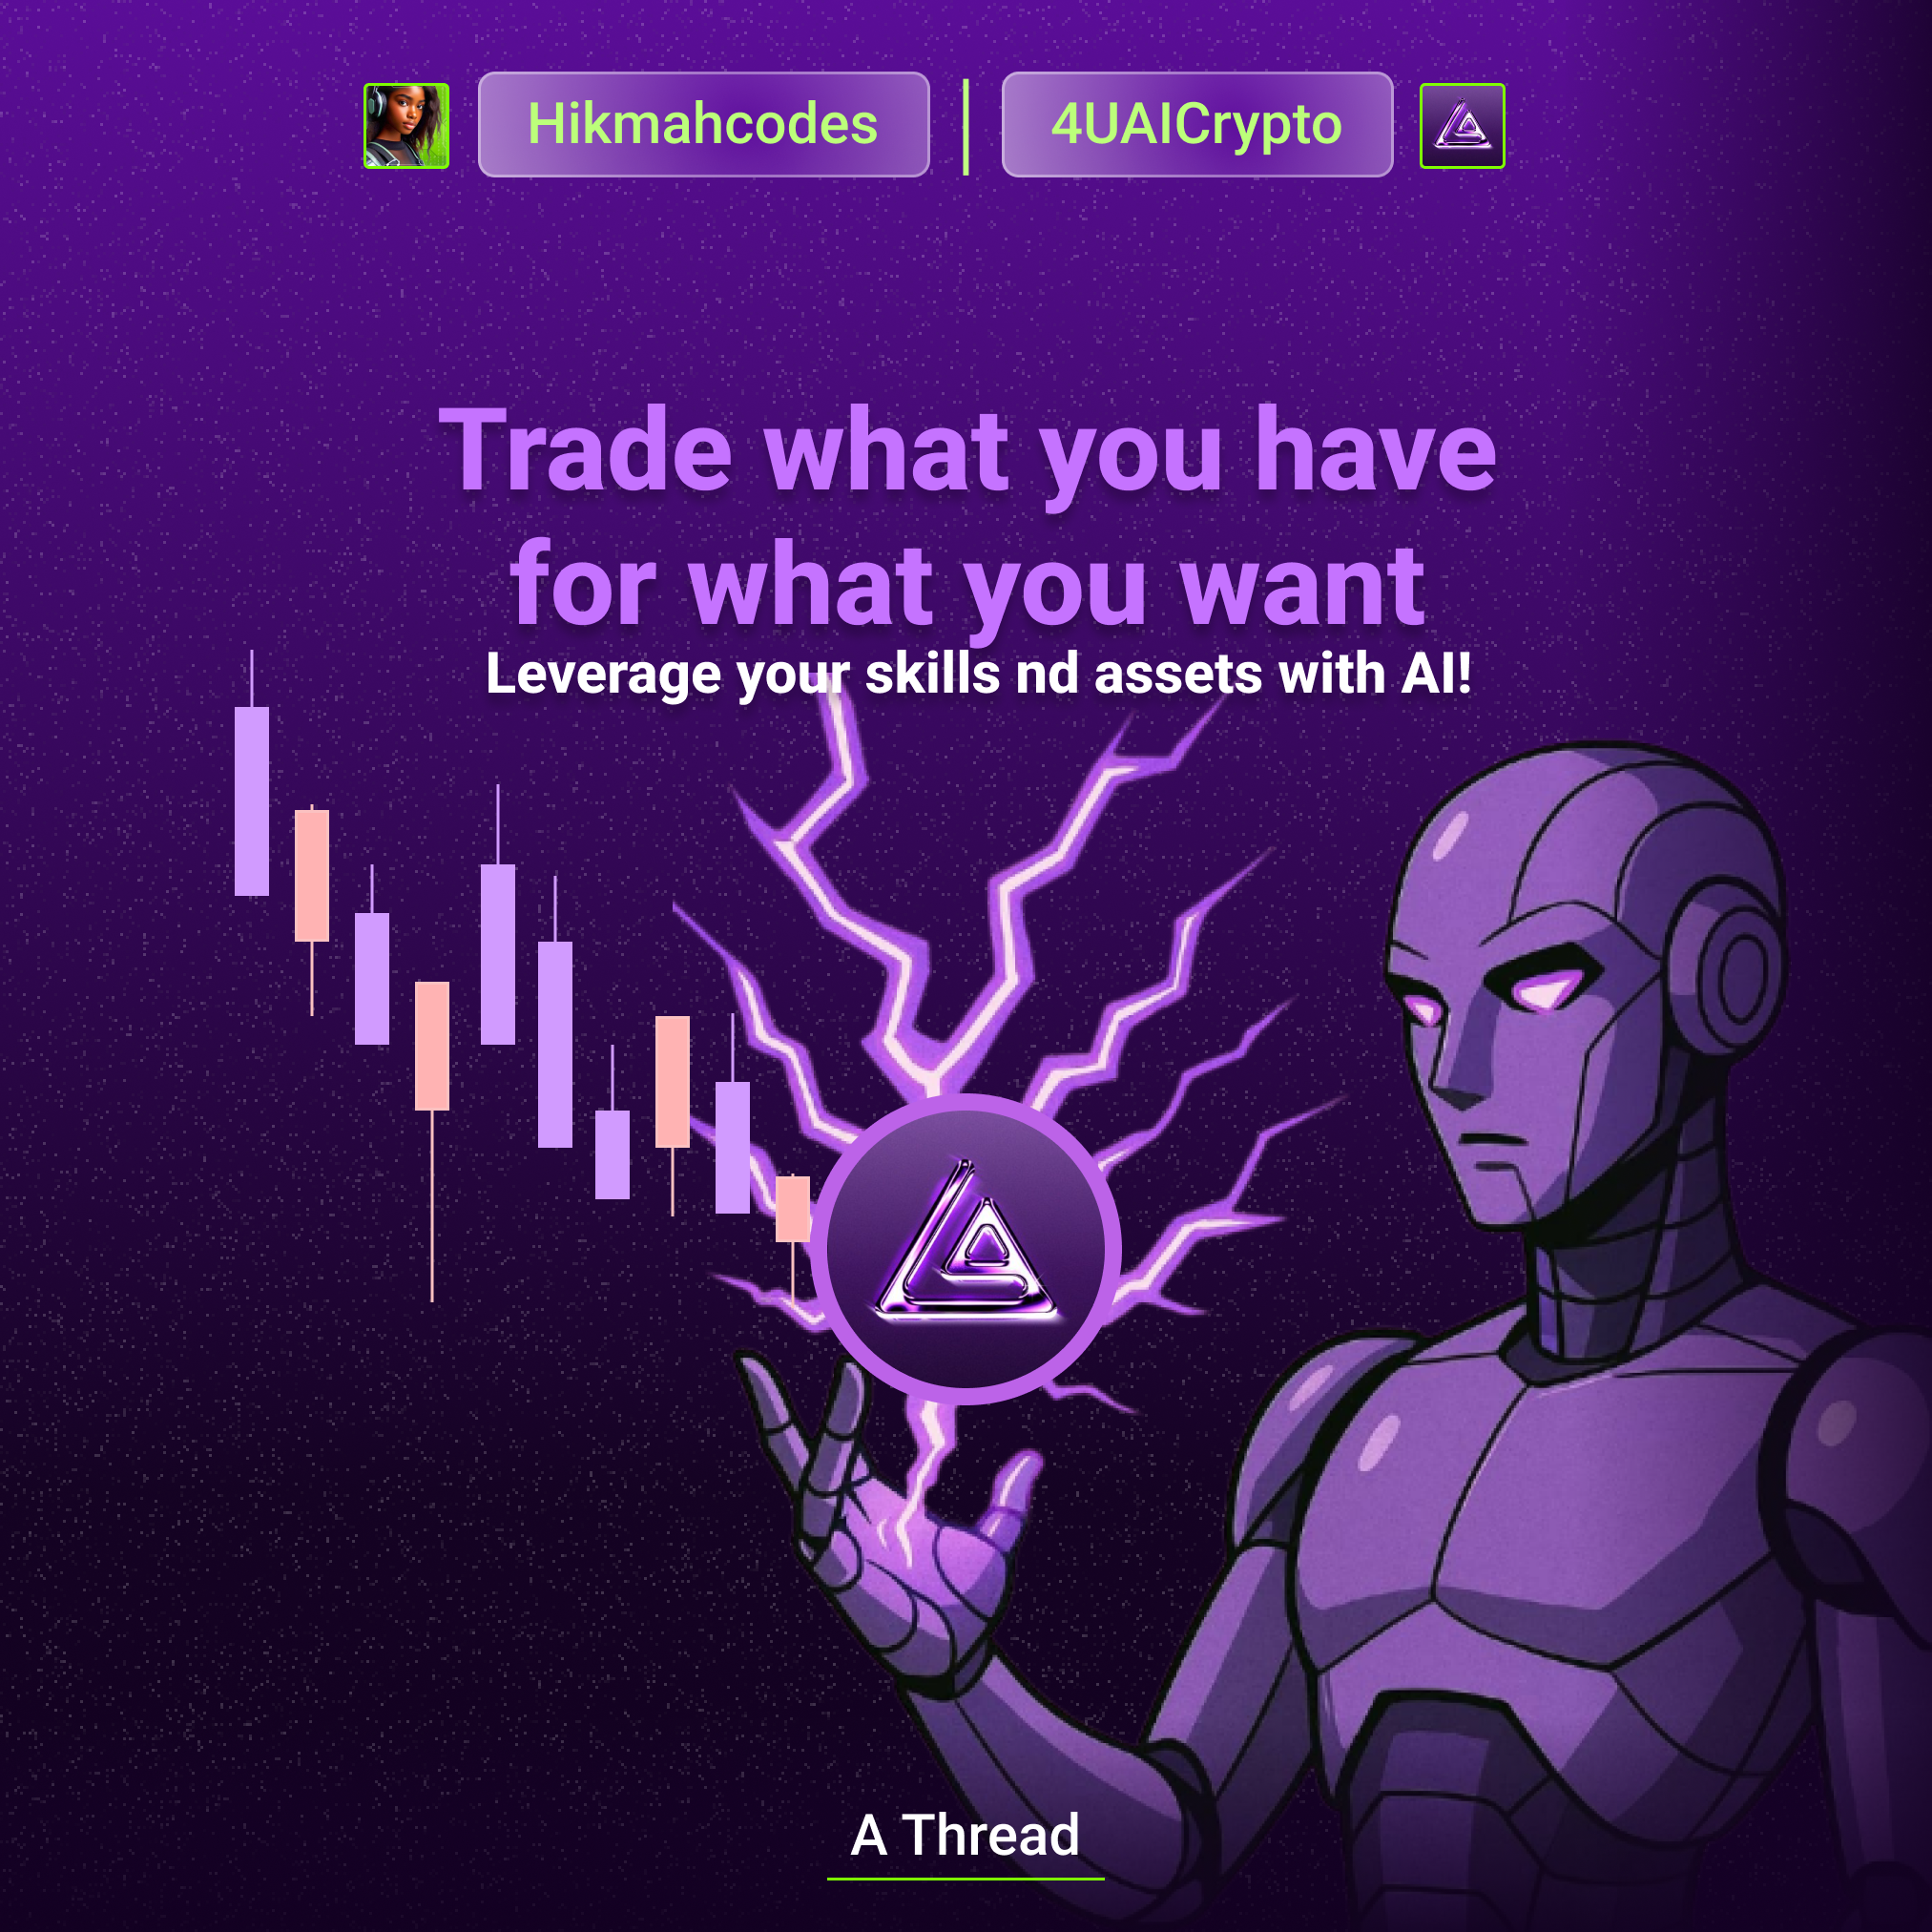 Hikmahcodes
4UAICrypto
Trade what you have
for what you want
Leverage your skills nd assets with AI!
A Thread